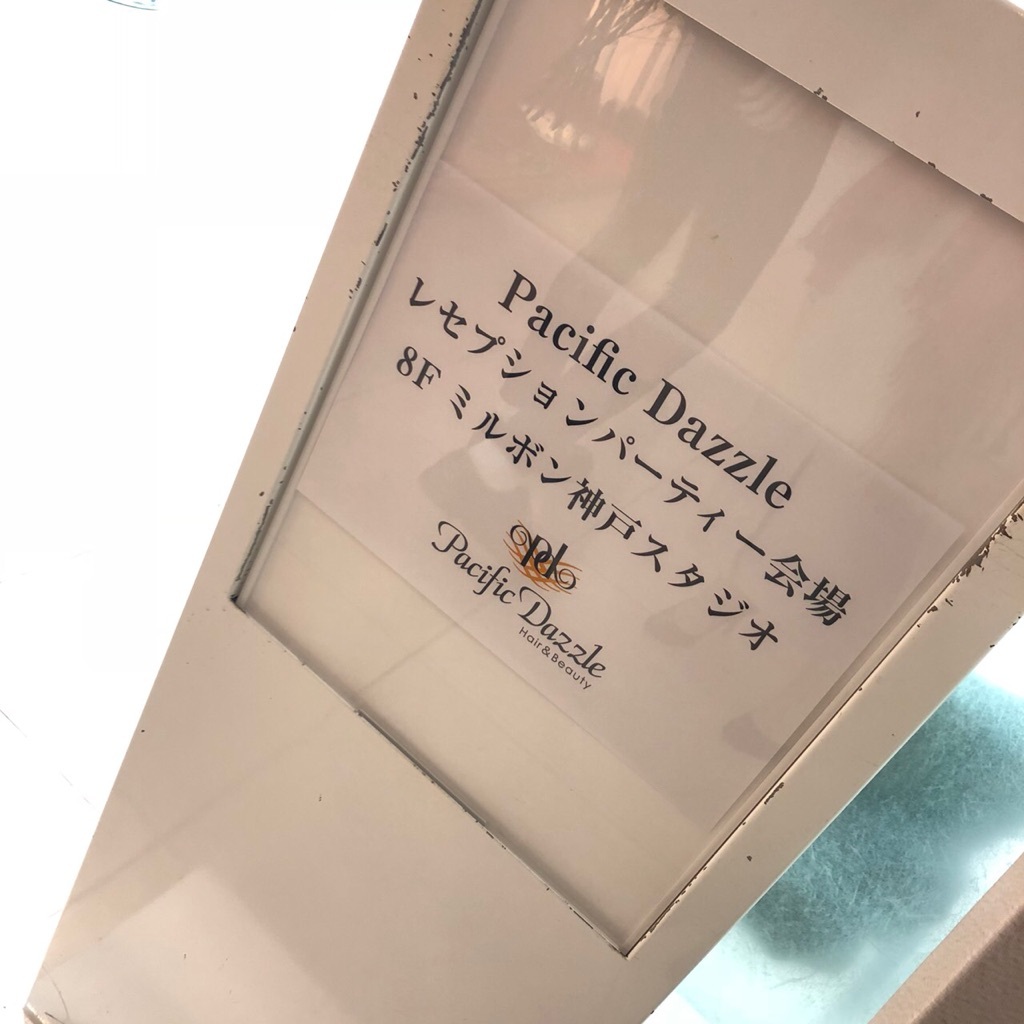 Pacific Dazzle
レセプションパーティー会場
8F ミルボン神戸スタジオ
pd
Pacific Dazzle
Hair&Beauty